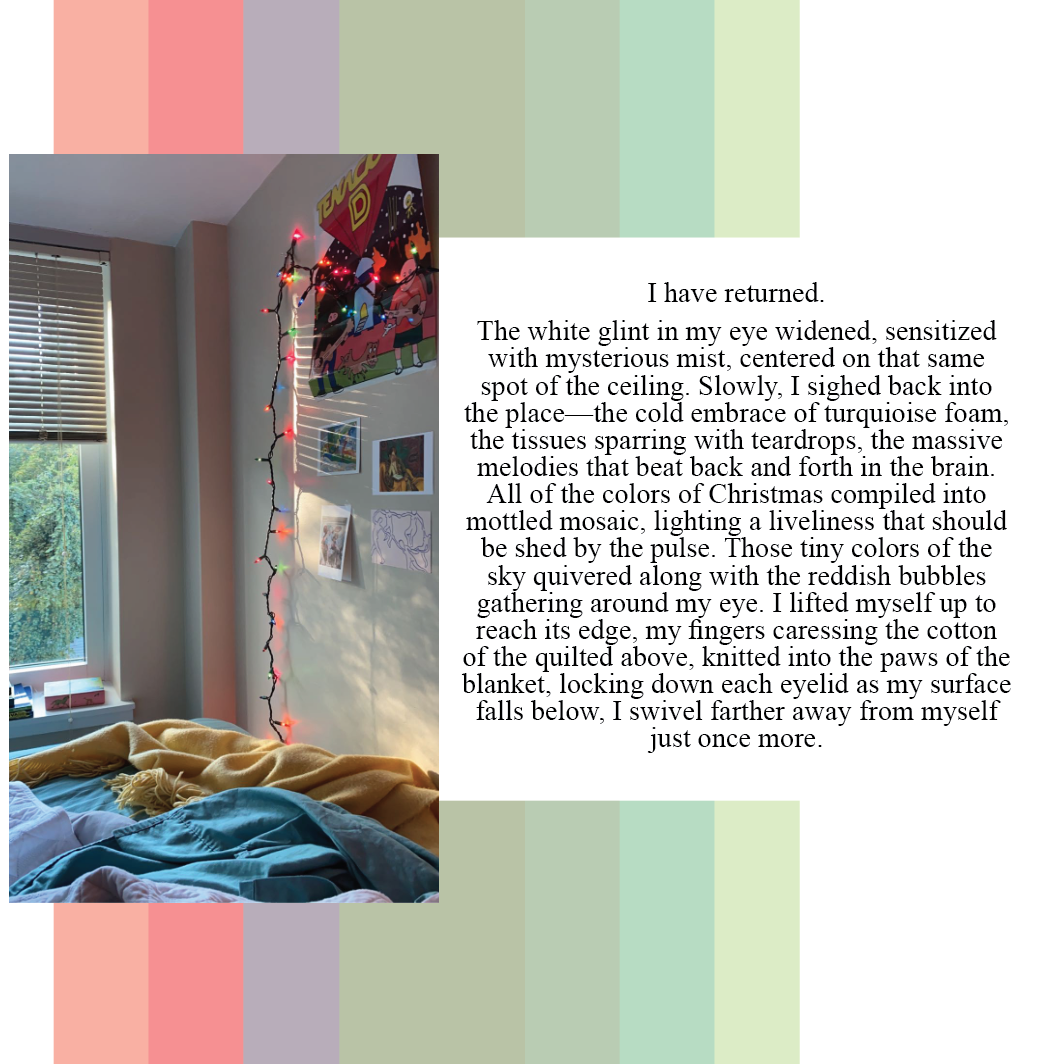 TENACIOUS
D
I have returned.
The white glint in my eye widened, sensitized
with mysterious mist, centered on that same
spot of the ceiling. Slowly, I sighed back into
the place—the cold embrace of turquioise foam,
the tissues sparring with teardrops, the massive
melodies that beat back and forth in the brain.
All of the colors of Christmas compiled into
mottled mosaic, lighting a liveliness that should
be shed by the pulse. Those tiny colors of the
sky quivered along with the reddish bubbles
gathering around my eye. I lifted myself up to
reach its edge, my fingers caressing the cotton
of the quilted above, knitted into the paws of the
blanket, locking down each eyelid as my surface
falls below, I swivel farther away from myself
just once more.